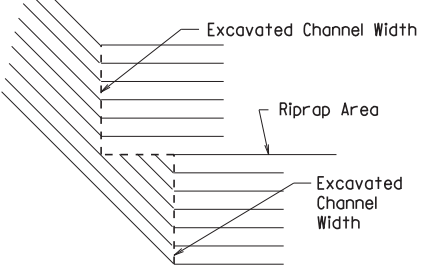 Excavated Channel Width
Riprap Area
Excavated
Channel
Width